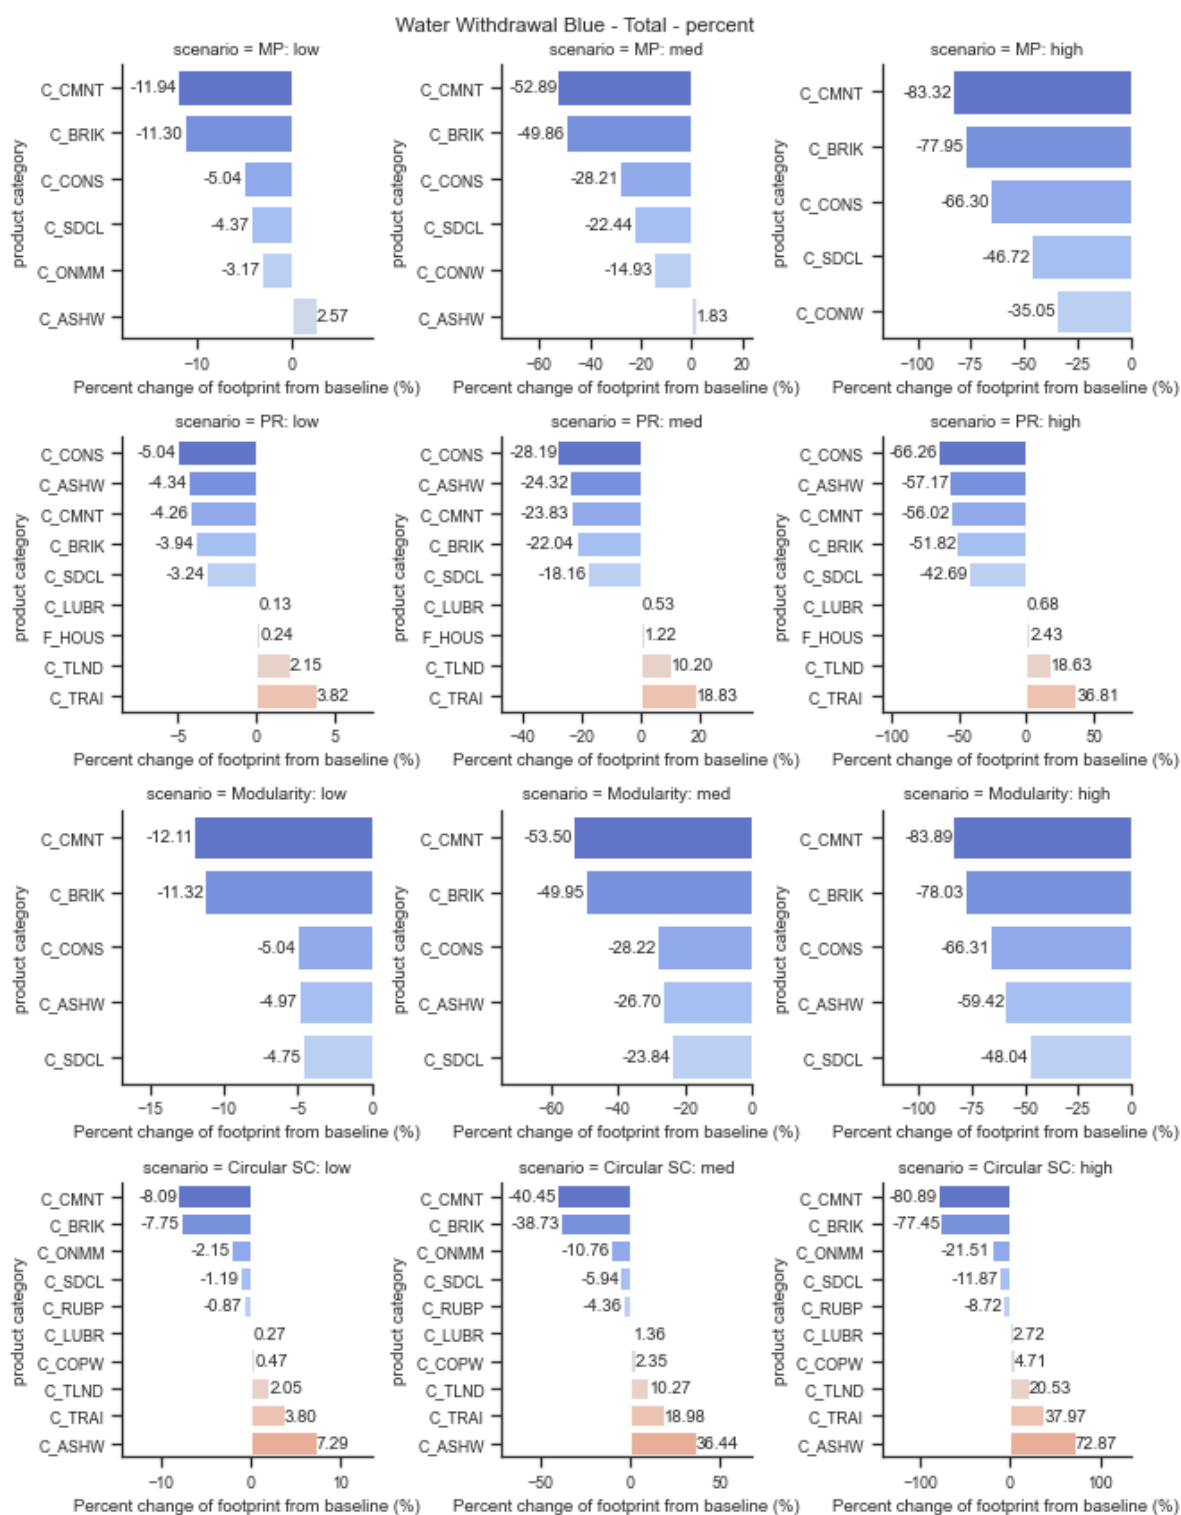 Water Withdrawal Blue - Total - percent
scenario = MP: low
product category
C_CMNT -11.94
C_BRIK -11.30
C_CONS -5.04
C_SDCL -4.37
C_ONMM -3.17
C_ASHW 2.57
−10 0
Percent change of footprint from baseline (%)
scenario = MP: med
product category
C_CMNT -52.89
C_BRIK -49.86
C_CONS -28.21
C_SDCL -22.44
C_CONW -14.93
C_ASHW 1.83
−60 −40 −20 0 20
Percent change of footprint from baseline (%)
scenario = MP: high
product category
C_CMNT -83.32
C_BRIK -77.95
C_CONS -66.30
C_SDCL -46.72
C_CONW -35.05
−100 −75 −50 −25 0
Percent change of footprint from baseline (%)
scenario = PR: low
product category
C_CONS -5.04
C_ASHW -4.34
C_CMNT -4.26
C_BRIK -3.94
C_SDCL -3.24
C_LUBR 0.13
F_HOUS 0.24
C_TLND 2.15
C_TRAI 3.82
−5 0 5
Percent change of footprint from baseline (%)
scenario = PR: med
product category
C_CONS -28.19
C_ASHW -24.32
C_CMNT -23.83
C_BRIK -22.04
C_SDCL -18.16
C_LUBR 0.53
F_HOUS 1.22
C_TLND 10.20
C_TRAI 18.83
−40 −20 0 20
Percent change of footprint from baseline (%)
scenario = PR: high
product category
C_CONS -66.26
C_ASHW -57.17
C_CMNT -56.02
C_BRIK -51.82
C_SDCL -42.69
C_LUBR 0.68
F_HOUS 2.43
C_TLND 18.63
C_TRAI 36.81
−100 −50 0 50
Percent change of footprint from baseline (%)
scenario = Modularity: low
product category
C_CMNT -12.11
C_BRIK -11.32
C_CONS -5.04
C_ASHW -4.97
C_SDCL -4.75
−15 −10 −5 0
Percent change of footprint from baseline (%)
scenario = Modularity: med
product category
C_CMNT -53.50
C_BRIK -49.95
C_CONS -28.22
C_ASHW -26.70
C_SDCL -23.84
−60 −40 −20 0
Percent change of footprint from baseline (%)
scenario = Modularity: high
product category
C_CMNT -83.89
C_BRIK -78.03
C_CONS -66.31
C_ASHW -59.42
C_SDCL -48.04
−100 −75 −50 −25 0
Percent change of footprint from baseline (%)
scenario = Circular SC: low
product category
C_CMNT -8.09
C_BRIK -7.75
C_ONMM -2.15
C_SDCL -1.19
C_RUBP -0.87
C_LUBR 0.27
C_COPW 0.47
C_TLND 2.05
C_TRAI 3.80
C_ASHW 7.29
−10 0 10
Percent change of footprint from baseline (%)
scenario = Circular SC: med
product category
C_CMNT -40.45
C_BRIK -38.73
C_ONMM -10.76
C_SDCL -5.94
C_RUBP -4.36
C_LUBR 1.36
C_COPW 2.35
C_TLND 10.27
C_TRAI 18.98
C_ASHW 36.44
−50 0 50
Percent change of footprint from baseline (%)
scenario = Circular SC: high
product category
C_CMNT -80.89
C_BRIK -77.45
C_ONMM -21.51
C_SDCL -11.87
C_RUBP -8.72
C_LUBR 2.72
C_COPW 4.71
C_TLND 20.53
C_TRAI 37.97
C_ASHW 72.87
−100 0 100
Percent change of footprint from baseline (%)